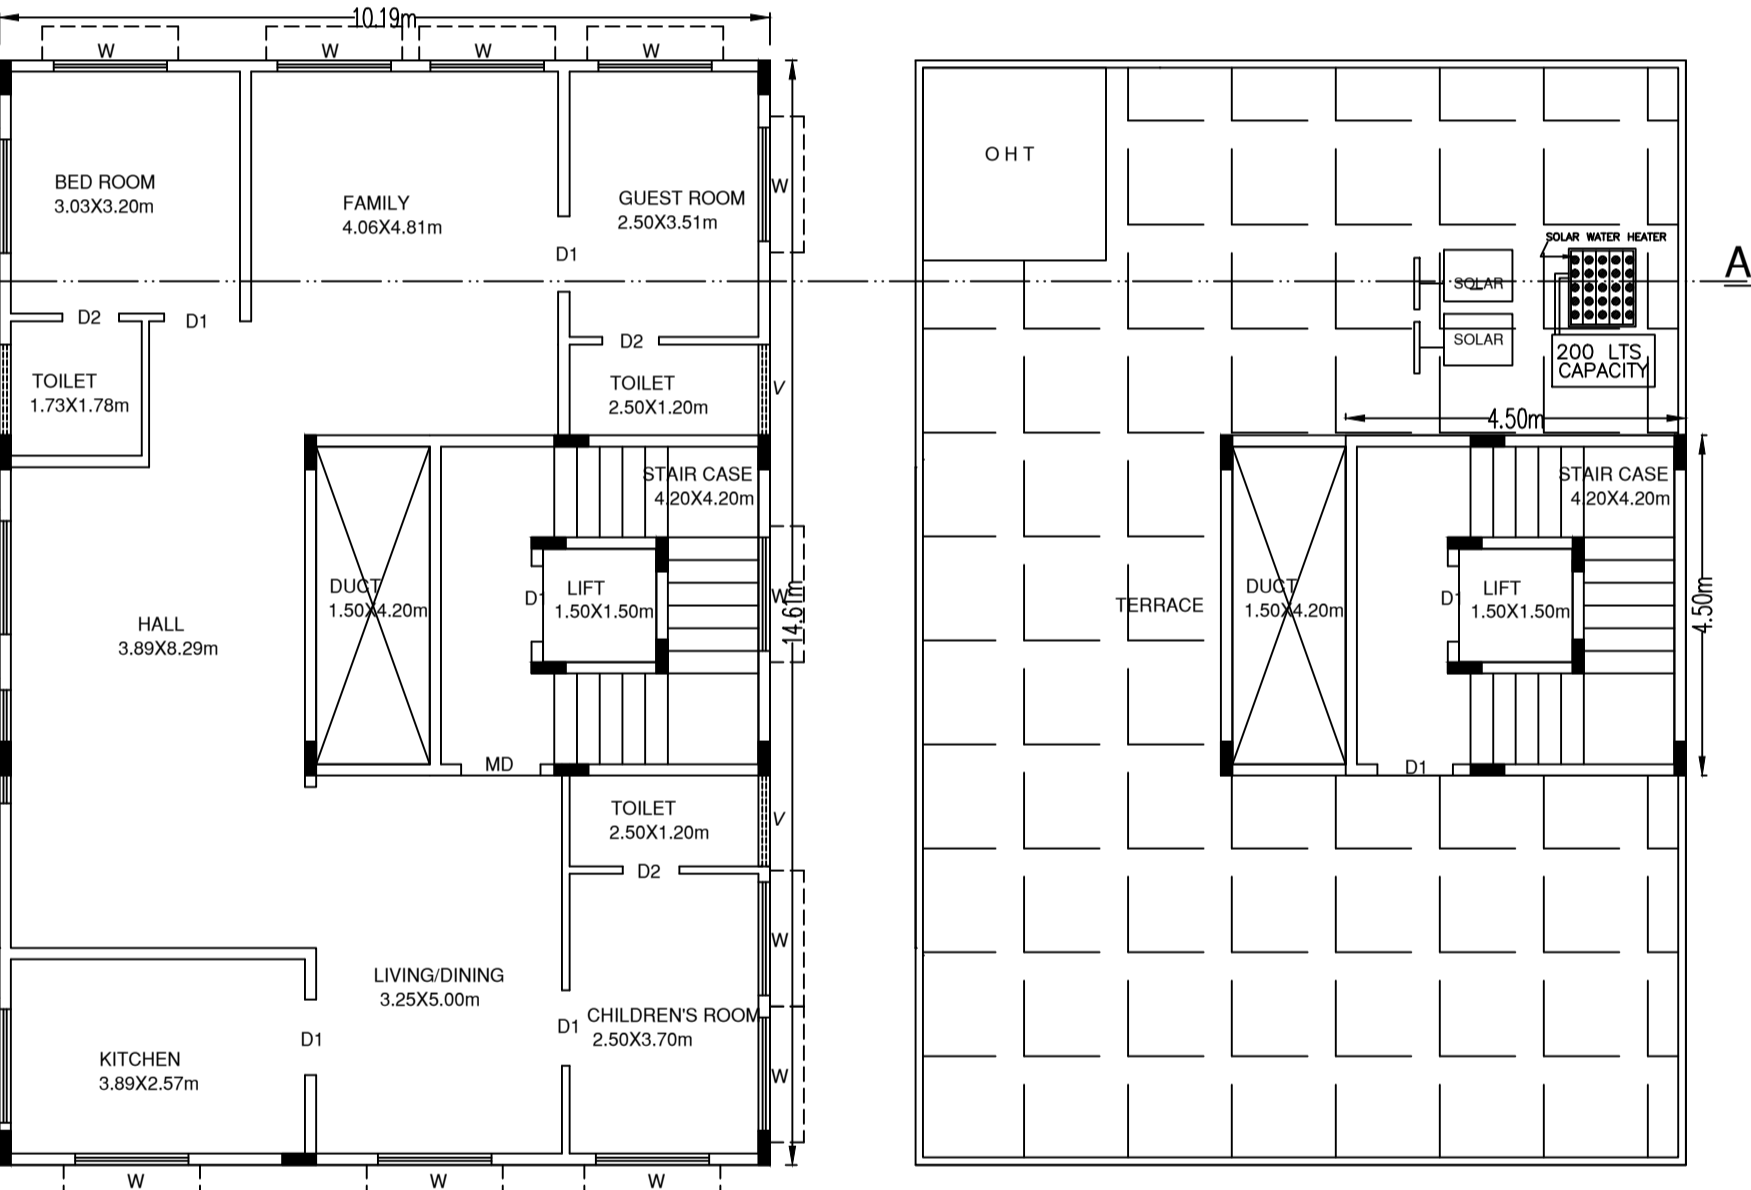 10.19m
W
W
W
W
BED ROOM
3.03X3.20m
FAMILY
4.06X4.81m
GUEST ROOM
2.50X3.51m
W
D1
D2
D1
D2
TOILET
1.73X1.78m
TOILET
2.50X1.20m
V
STAIR CASE
4.20X4.20m
DUCT
1.50X4.20m
D1
LIFT
1.50X1.50m
W
14.61m
HALL
3.89X8.29m
MD
TOILET
2.50X1.20m
V
D2
W
LIVING/DINING
3.25X5.00m
CHILDREN'S ROOM
2.50X3.70m
D1
D1
KITCHEN
3.89X2.57m
W
W
W
W
O H T
SOLAR WATER HEATER
A
SOLAR
SOLAR
200 LTS
CAPACITY
4.50m
STAIR CASE
4.20X4.20m
TERRACE
DUCT
1.50X4.20m
D1
LIFT
1.50X1.50m
4.50m
D1